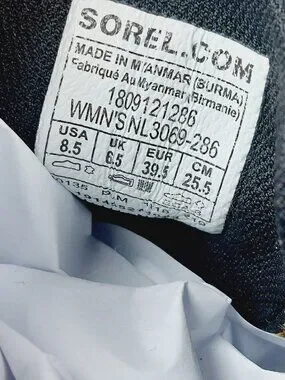 SOREL.COM
MADE IN MYANMAR (BURMA)
Fabriqué Au Myanmar (Birmanie)
1809121286
WMN'S NL3069-286
USA UK EUR CM
8.5 6.5 39.5 25.5